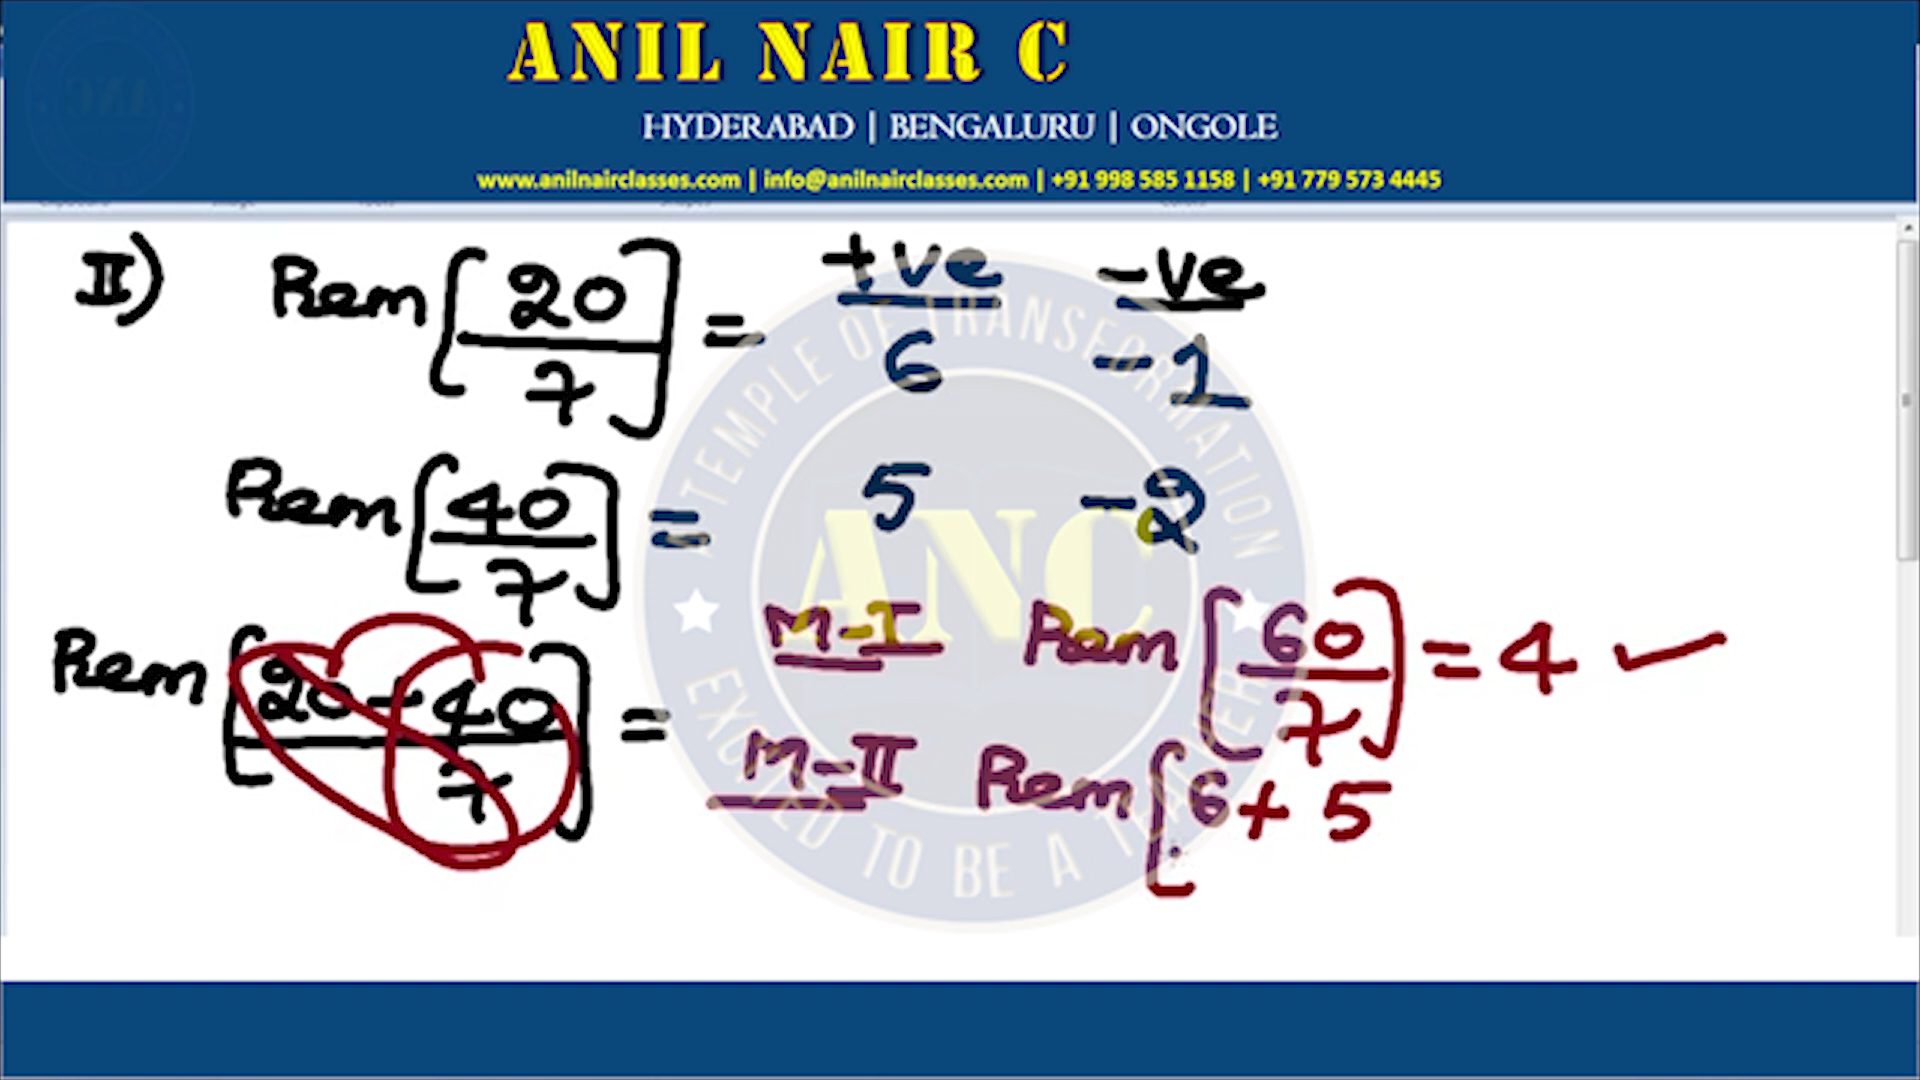 ANIL NAIR C
HYDERABAD | BENGALURU | ONGOLE
www.anilnairclasses.com | info@anilnairclasses.com | +91 998 585 1158 | +91 779 573 4445
II) Rem[20/7] = +ve -ve
6 -1
Rem[40/7] = 5 -2
Rem[20+40/7] = M-I Rem[60/7] = 4 ✓
M-II Rem[6+5
A TEMPLE OF TRANSFORMATION
ANC
EXCITED TO BE A TEACHER